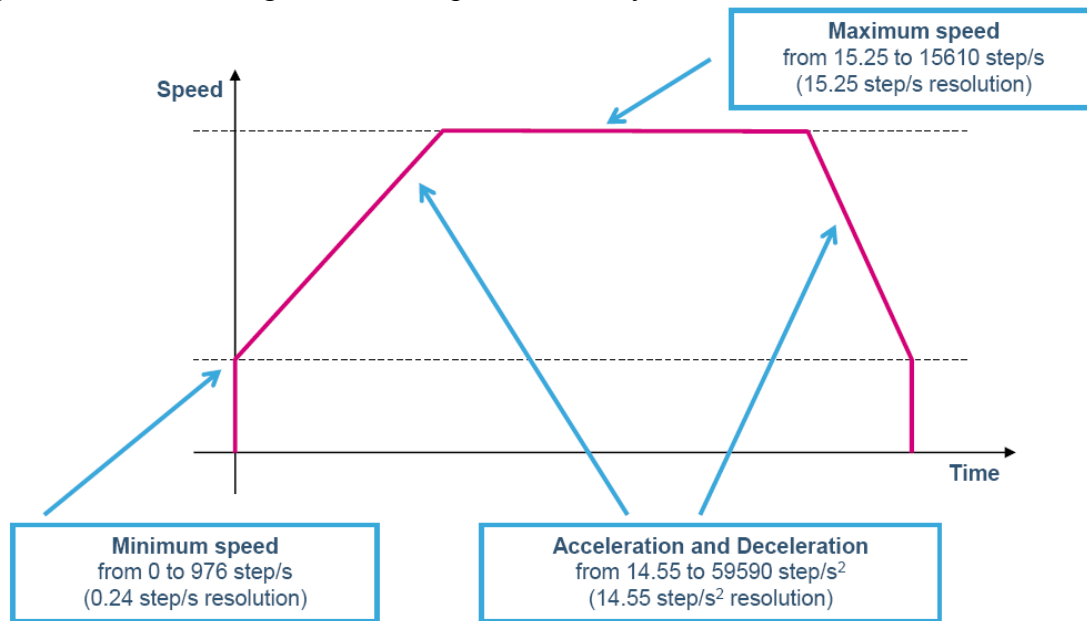 Maximum speed
from 15.25 to 15610 step/s
(15.25 step/s resolution)
Speed
Time
Minimum speed
from 0 to 976 step/s
(0.24 step/s resolution)
Acceleration and Deceleration
from 14.55 to 59590 step/s²
(14.55 step/s² resolution)